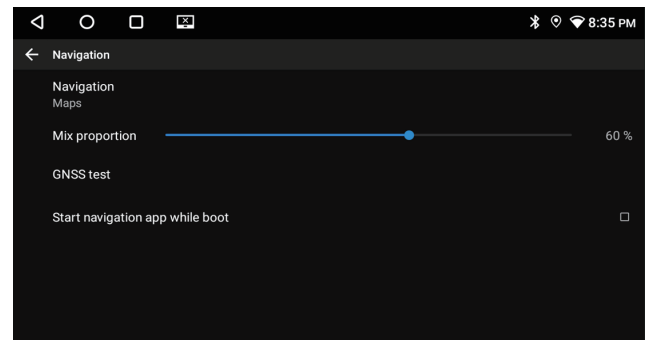 8:35 PM
Navigation
Navigation
Maps
Mix proportion 60 %
GNSS test
Start navigation app while boot